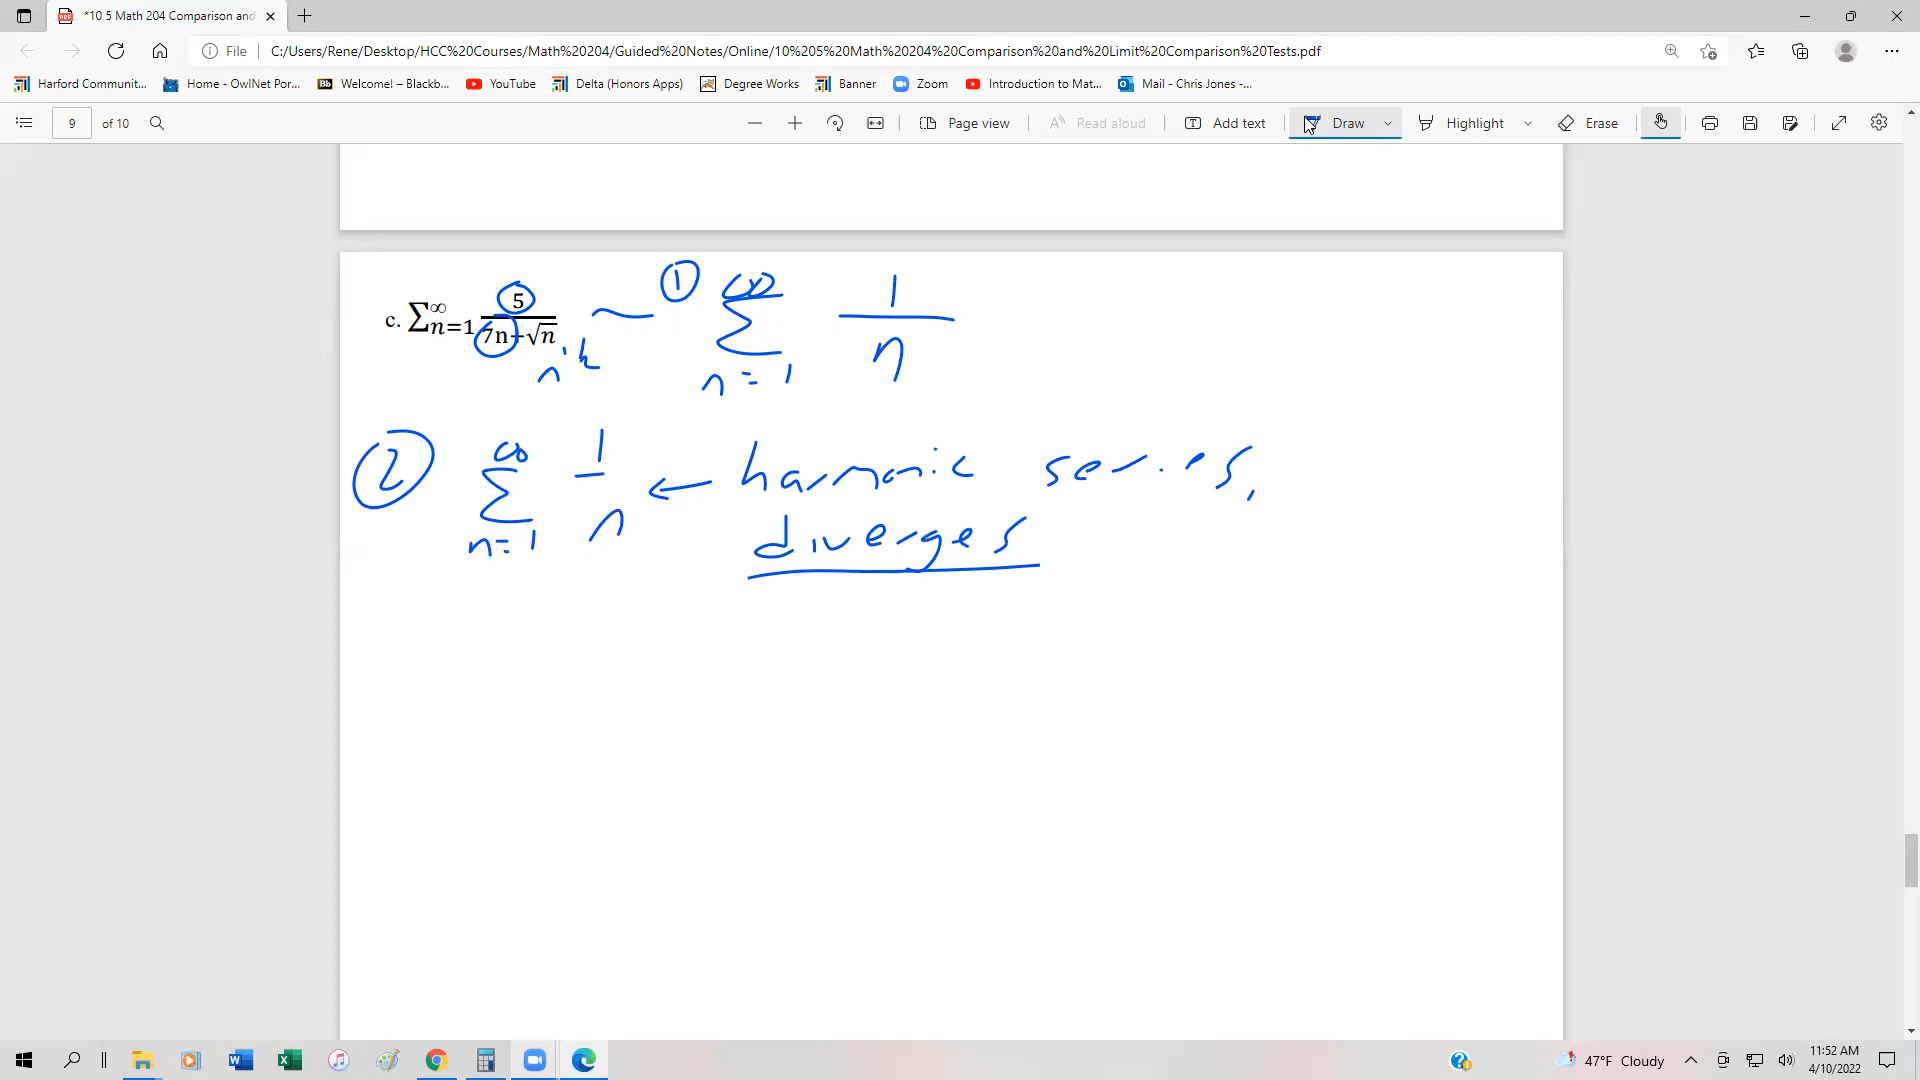 *10 5 Math 204 Comparison and
File C:/Users/Rene/Desktop/HCC%20Courses/Math%20204/Guided%20Notes/Online/10%205%20Math%20204%20Comparison%20and%20Limit%20Comparison%20Tests.pdf
Harford Communit... Home - OwlNet Por... Bb Welcome! – Blackb... YouTube Delta (Honors Apps) Degree Works Banner Zoom Introduction to Mat... Mail - Chris Jones -...
9 of 10 Page view Read aloud Add text Draw Highlight Erase
c. ∑_{n=1}^{∞} 5/(7n+√n) ~ ① ∑_{n=1}^{∞} 1/n
n^{1/2}
② ∑_{n=1}^{∞} 1/n ← harmonic series,
diverges
47°F Cloudy 11:52 AM
4/10/2022